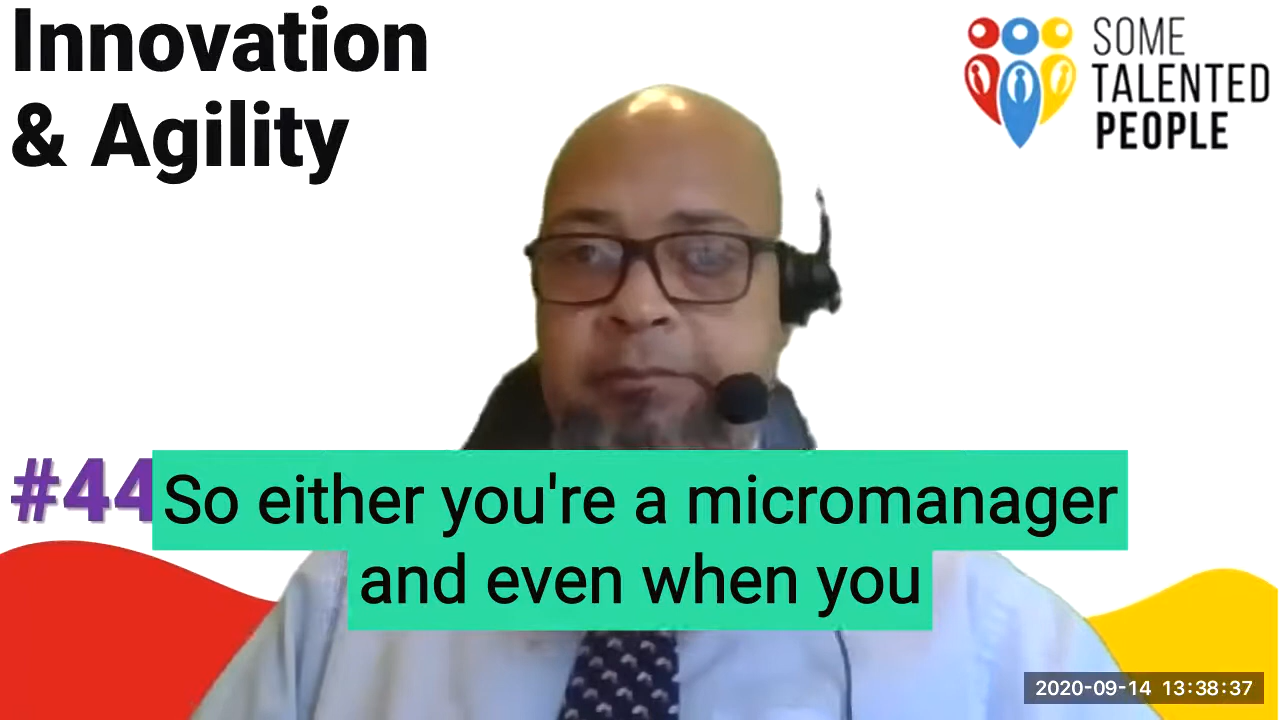 Innovation
& Agility
SOME
TALENTED
PEOPLE
#44
So either you're a micromanager
and even when you
2020-09-14 13:38:37